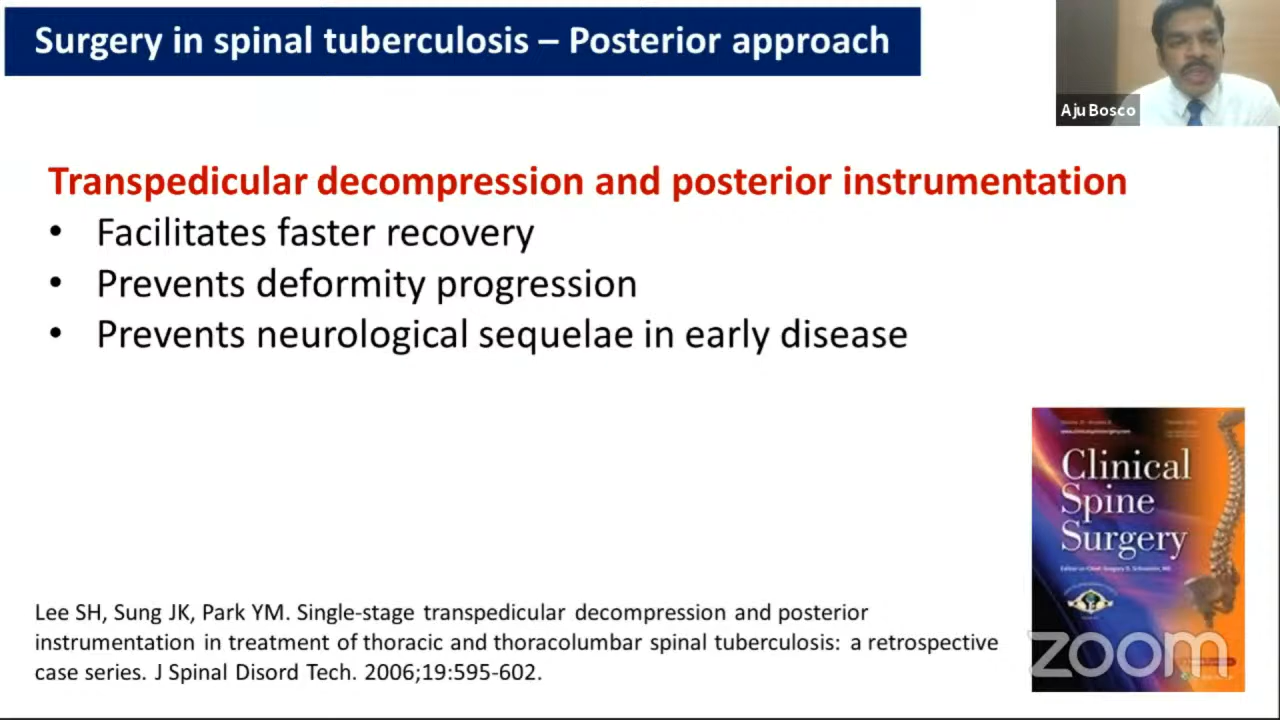 Surgery in spinal tuberculosis – Posterior approach
Aju Bosco
Transpedicular decompression and posterior instrumentation
• Facilitates faster recovery
• Prevents deformity progression
• Prevents neurological sequelae in early disease
Clinical
Spine
Surgery
Lee SH, Sung JK, Park YM. Single-stage transpedicular decompression and posterior
instrumentation in treatment of thoracic and thoracolumbar spinal tuberculosis: a retrospective
case series. J Spinal Disord Tech. 2006;19:595-602.
zoom